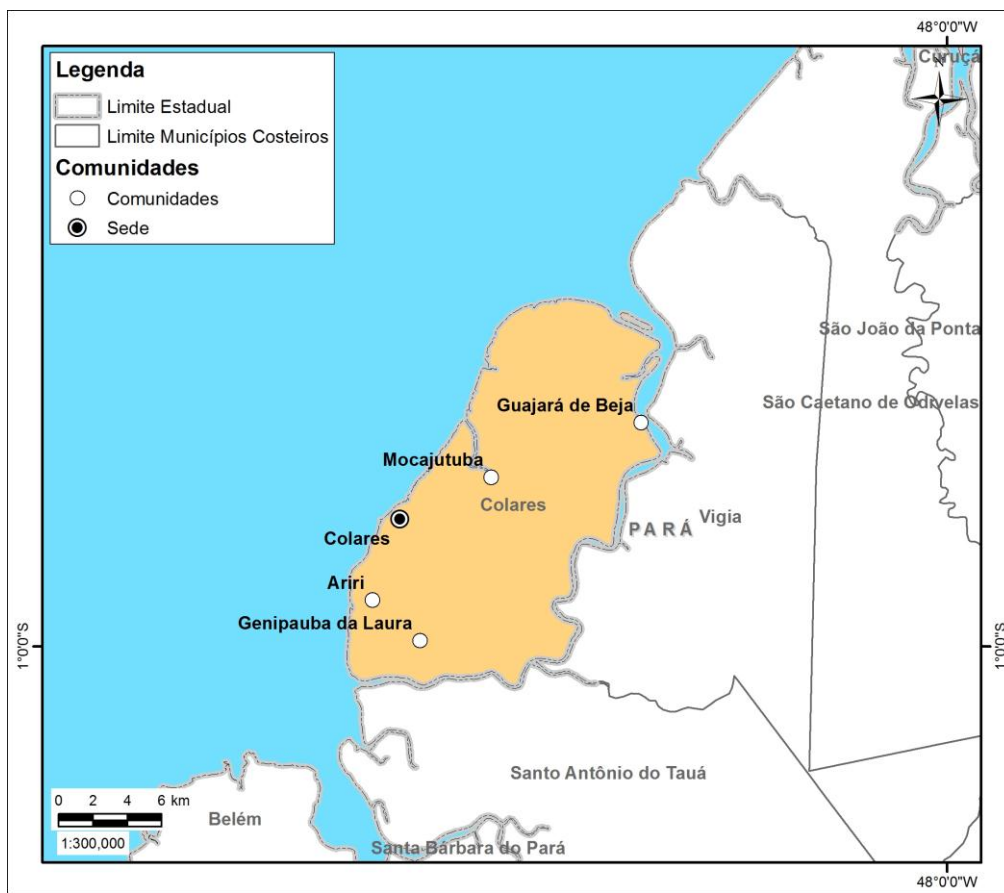 48°0'0"W
Legenda
Limite Estadual
Limite Municípios Costeiros
Comunidades
Comunidades
Sede
Curuçá
N
São João da Ponta
São Caetano de Odivelas
Guajará de Beja
Mocajutuba
Colares
Colares
PARÁ
Vigia
Ariri
Genipauba da Laura
1°0'0"S
1°0'0"S
Santo Antônio do Tauá
0 2 4 6 km
1:300,000
Belém
Santa Bárbara do Pará
48°0'0"W